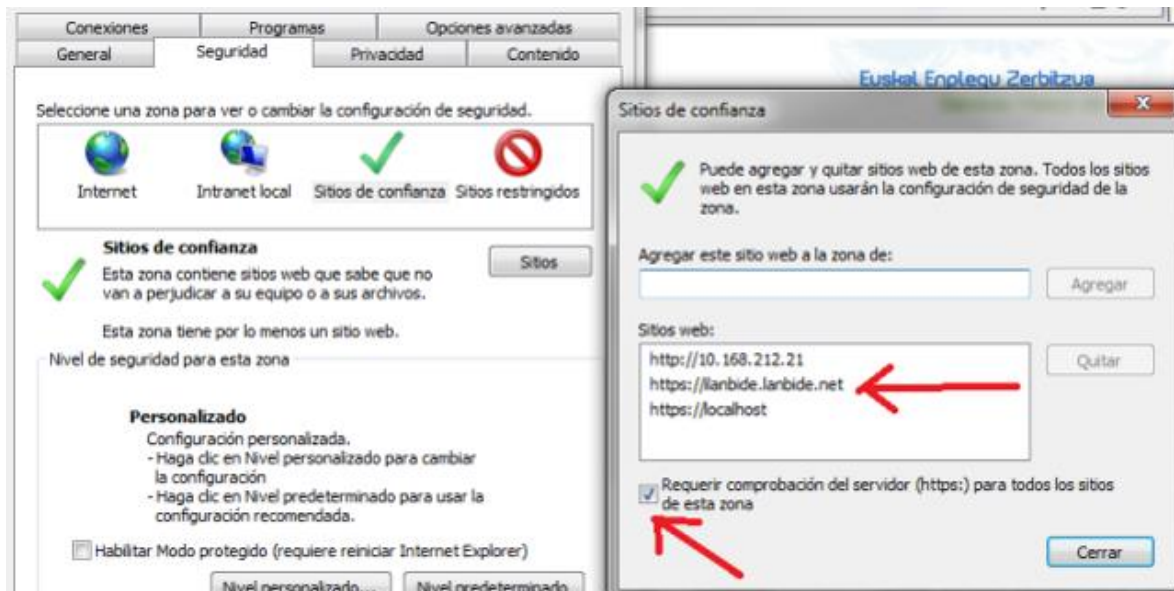 Conexiones
Programas
Opciones avanzadas
General
Seguridad
Privacidad
Contenido
Seleccione una zona para ver o cambiar la configuración de seguridad.
Internet
Intranet local
Sitios de confianza
Sitios restringidos
Sitios de confianza
Esta zona contiene sitios web que sabe que no
van a perjudicar a su equipo o a sus archivos.
Sitios
Esta zona tiene por lo menos un sitio web.
Nivel de seguridad para esta zona
Personalizado
Configuración personalizada.
- Haga clic en Nivel personalizado para cambiar
la configuración
- Haga clic en Nivel predeterminado para usar la
configuración recomendada.
Habilitar Modo protegido (requiere reiniciar Internet Explorer)
Nivel personalizado...
Nivel predeterminado
Euskal Enplegu Zerbitzua
Sitios de confianza
Puede agregar y quitar sitios web de esta zona. Todos los sitios
web en esta zona usarán la configuración de seguridad de la
zona.
Agregar este sitio web a la zona de:
Agregar
Sitios web:
http://10.168.212.21
https://lanbide.lanbide.net
https://localhost
Quitar
Requerir comprobación del servidor (https:) para todos los sitios
de esta zona
Cerrar